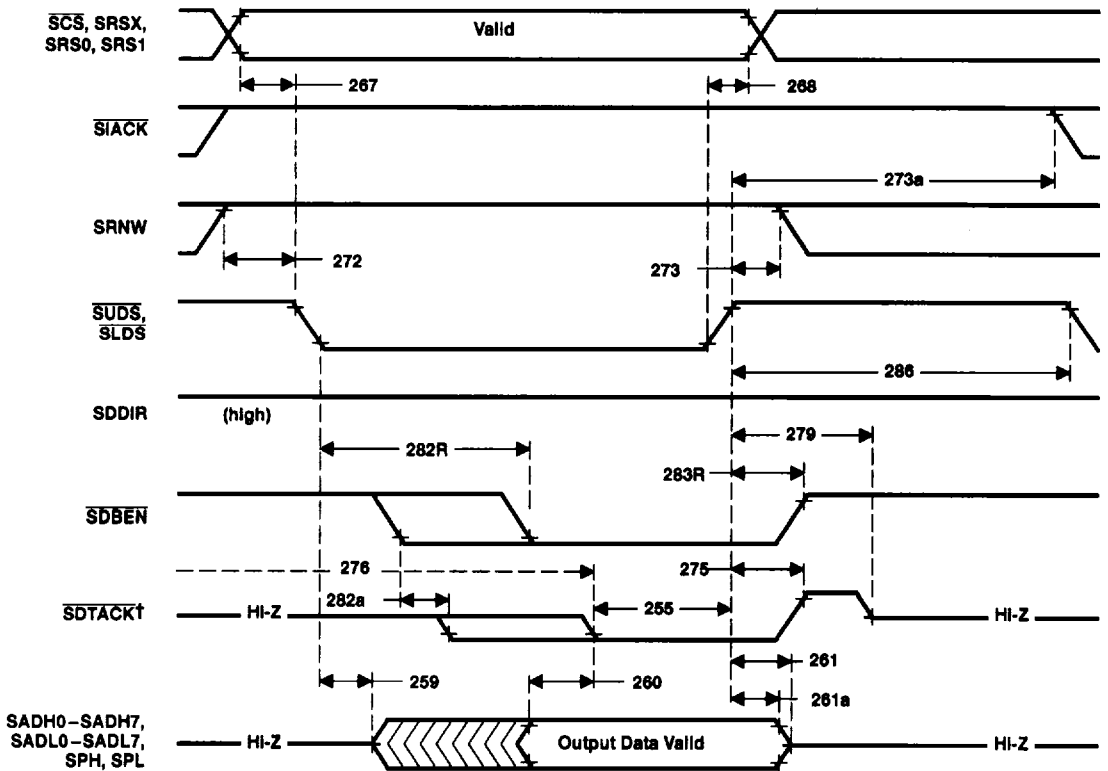 SCS, SRSX,
SRS0, SRS1
Valid
267
268
SIACK
273a
SRNW
272
273
SUDS,
SLDS
286
SDDIR
(high)
282R
279
283R
SDBEN
276
275
282a
255
SDTACK†
Hi-Z
Hi-Z
259
260
261
261a
SADH0–SADH7,
SADL0–SADL7,
SPH, SPL
Hi-Z
Output Data Valid
Hi-Z